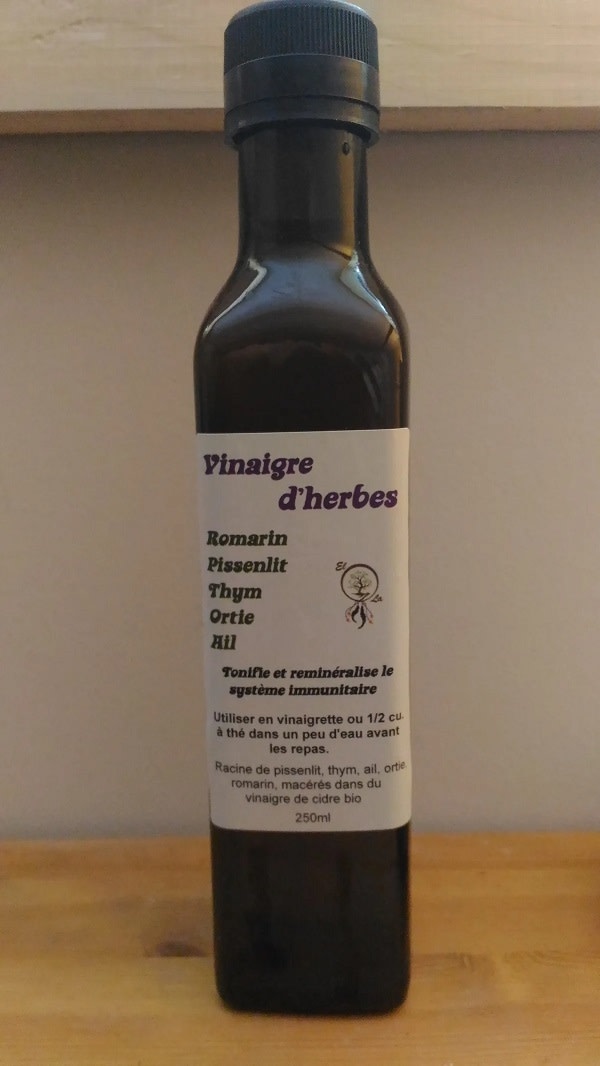 Vinaigre
d'herbes
Romarin
Pissenlit
Thym
Ortie
Ail
El
La
Tonifie et reminéralise le
système immunitaire
Utiliser en vinaigrette ou 1/2 cu.
à thé dans un peu d'eau avant
les repas.
Racine de pissenlit, thym, ail, ortie,
romarin, macérés dans du
vinaigre de cidre bio
250ml